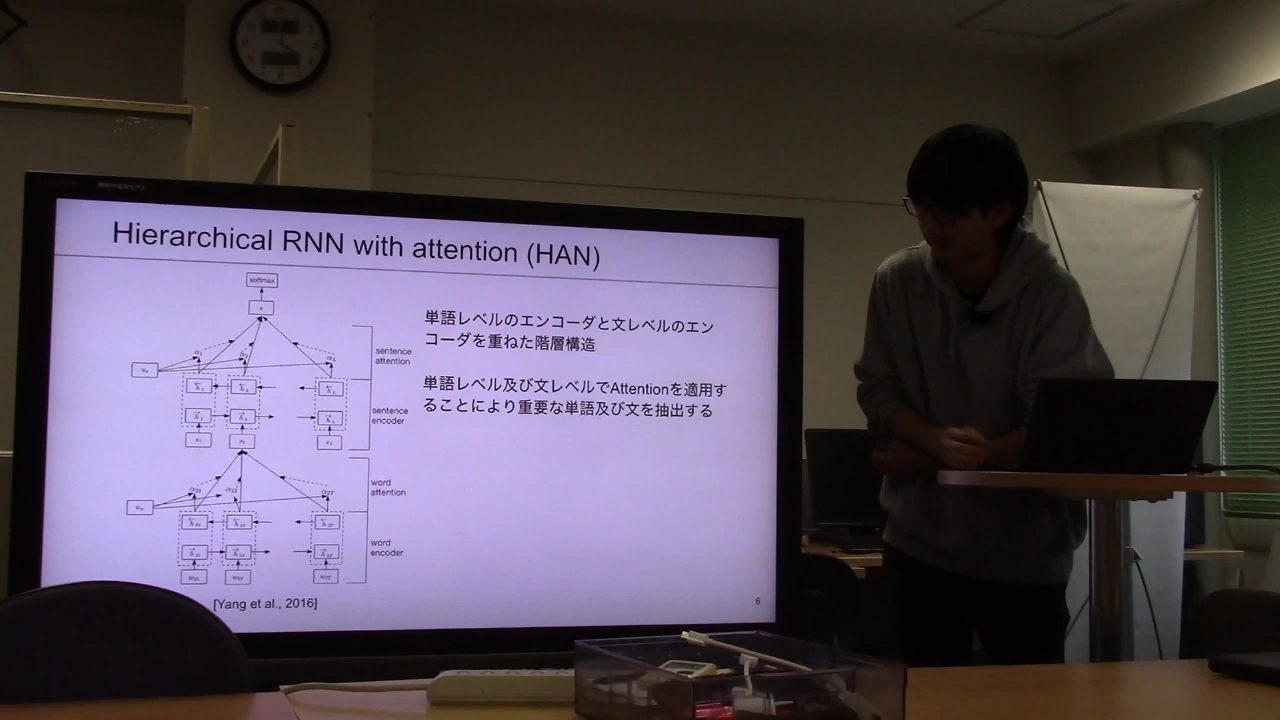 Hierarchical RNN with attention (HAN)
softmax
単語レベルのエンコーダと文レベルのエン
コーダを重ねた階層構造
単語レベル及び文レベルでAttentionを適用す
ることにより重要な単語及び文を抽出する
sentence
attention
sentence
encoder
word
attention
word
encoder
[Yang et al., 2016]
6